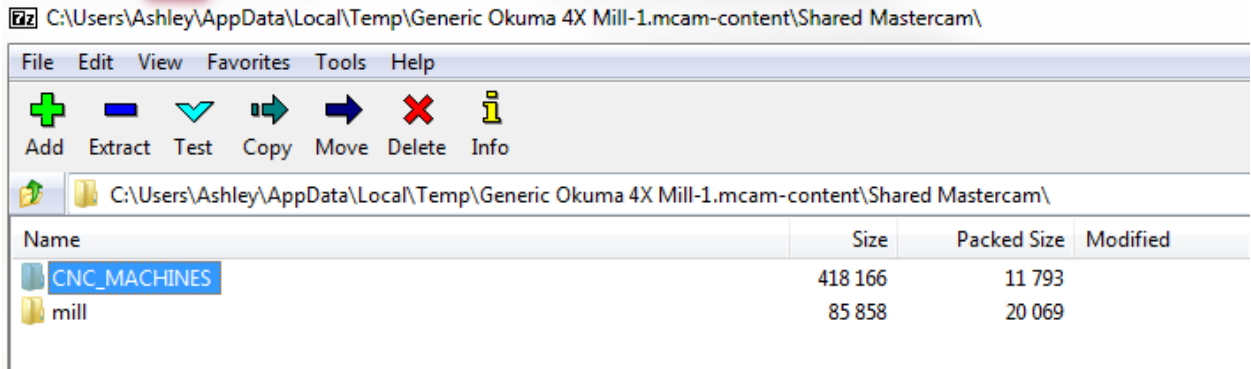 7z C:\Users\Ashley\AppData\Local\Temp\Generic Okuma 4X Mill-1.mcam-content\Shared Mastercam\
File Edit View Favorites Tools Help
Add Extract Test Copy Move Delete Info
C:\Users\Ashley\AppData\Local\Temp\Generic Okuma 4X Mill-1.mcam-content\Shared Mastercam\
Name Size Packed Size Modified
CNC_MACHINES 418 166 11 793
mill 85 858 20 069